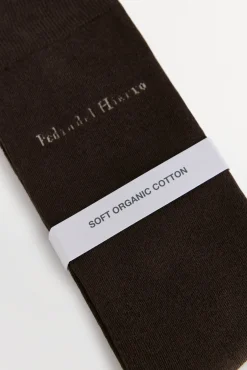 Pedro del Hierro
SOFT ORGANIC COTTON